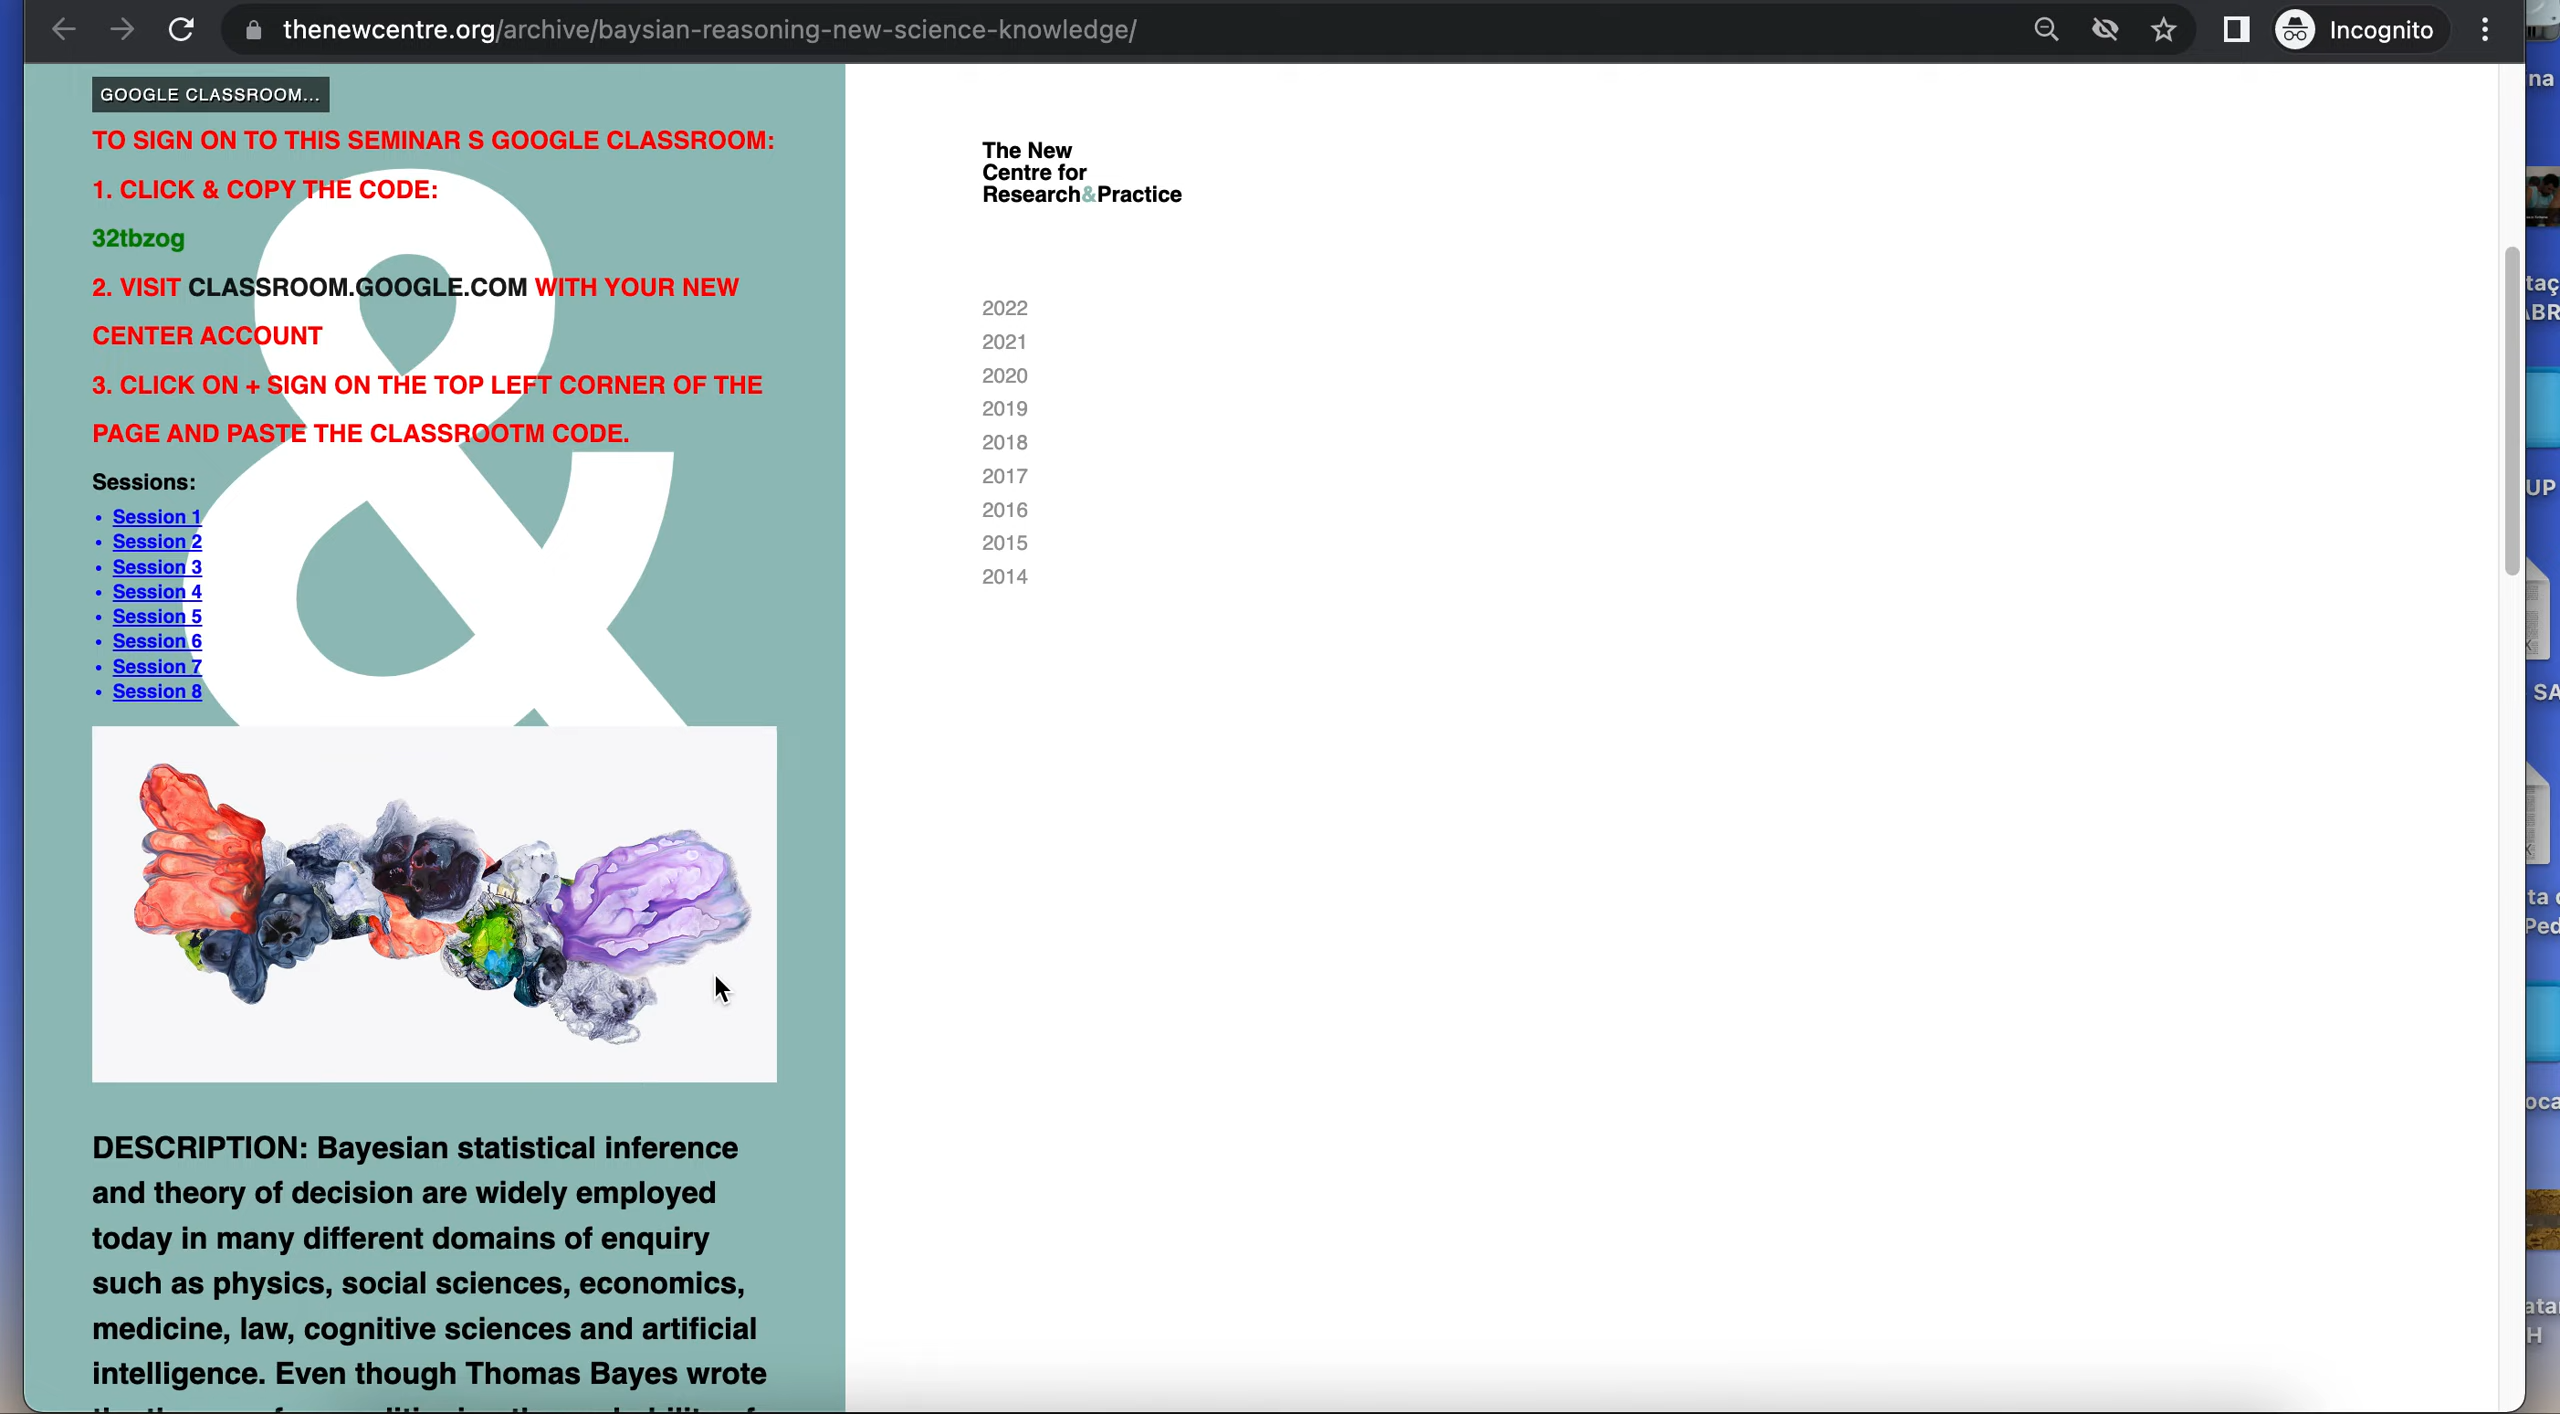 thenewcentre.org/archive/baysian-reasoning-new-science-knowledge/
Incognito
GOOGLE CLASSROOM...
TO SIGN ON TO THIS SEMINAR S GOOGLE CLASSROOM:
1. CLICK & COPY THE CODE:
32tbzog
2. VISIT CLASSROOM.GOOGLE.COM WITH YOUR NEW
CENTER ACCOUNT
3. CLICK ON + SIGN ON THE TOP LEFT CORNER OF THE
PAGE AND PASTE THE CLASSROOTM CODE.
Sessions:
• Session 1
• Session 2
• Session 3
• Session 4
• Session 5
• Session 6
• Session 7
• Session 8
DESCRIPTION: Bayesian statistical inference
and theory of decision are widely employed
today in many different domains of enquiry
such as physics, social sciences, economics,
medicine, law, cognitive sciences and artificial
intelligence. Even though Thomas Bayes wrote
The New
Centre for
Research&Practice
2022
2021
2020
2019
2018
2017
2016
2015
2014
na
UP
SA
H